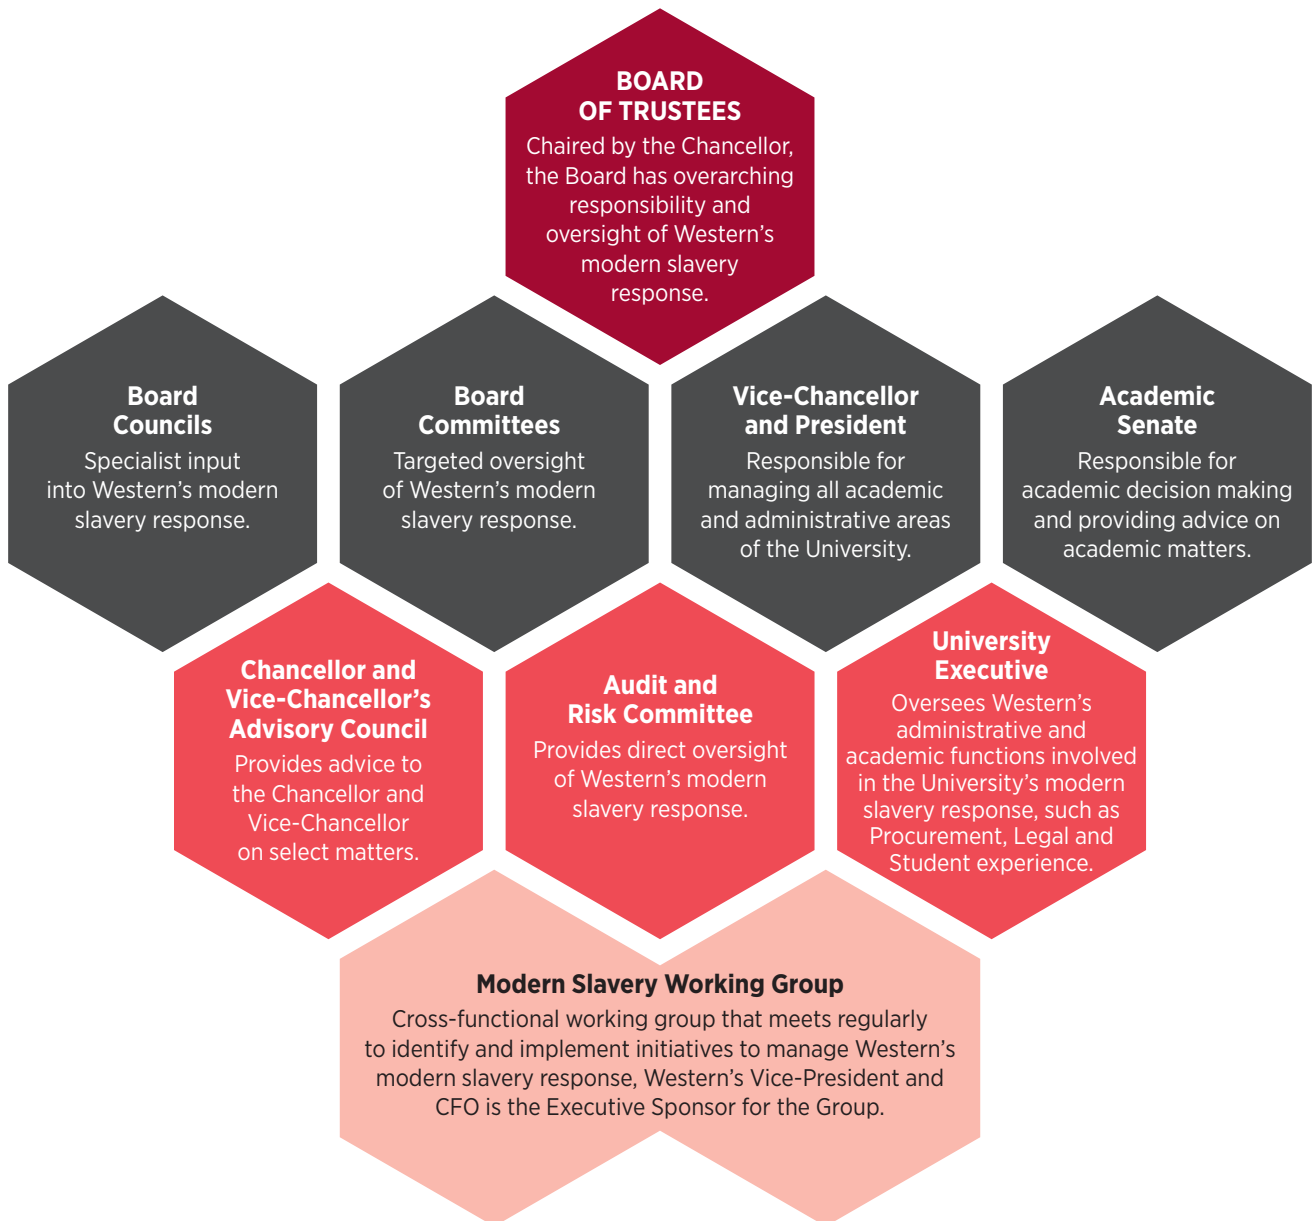 BOARD
OF TRUSTEES
Chaired by the Chancellor,
the Board has overarching
responsibility and
oversight of Western’s
modern slavery
response.
Board
Councils
Specialist input
into Western’s modern
slavery response.
Board
Committees
Targeted oversight
of Western’s modern
slavery response.
Vice-Chancellor
and President
Responsible for
managing all academic
and administrative areas
of the University.
Academic
Senate
Responsible for
academic decision making
and providing advice on
academic matters.
Chancellor and
Vice-Chancellor’s
Advisory Council
Provides advice to
the Chancellor and
Vice-Chancellor
on select matters.
Audit and
Risk Committee
Provides direct oversight
of Western’s modern
slavery response.
University
Executive
Oversees Western’s
administrative and
academic functions involved
in the University’s modern
slavery response, such as
Procurement, Legal and
Student experience.
Modern Slavery Working Group
Cross-functional working group that meets regularly
to identify and implement initiatives to manage Western’s
modern slavery response, Western’s Vice-President and
CFO is the Executive Sponsor for the Group.